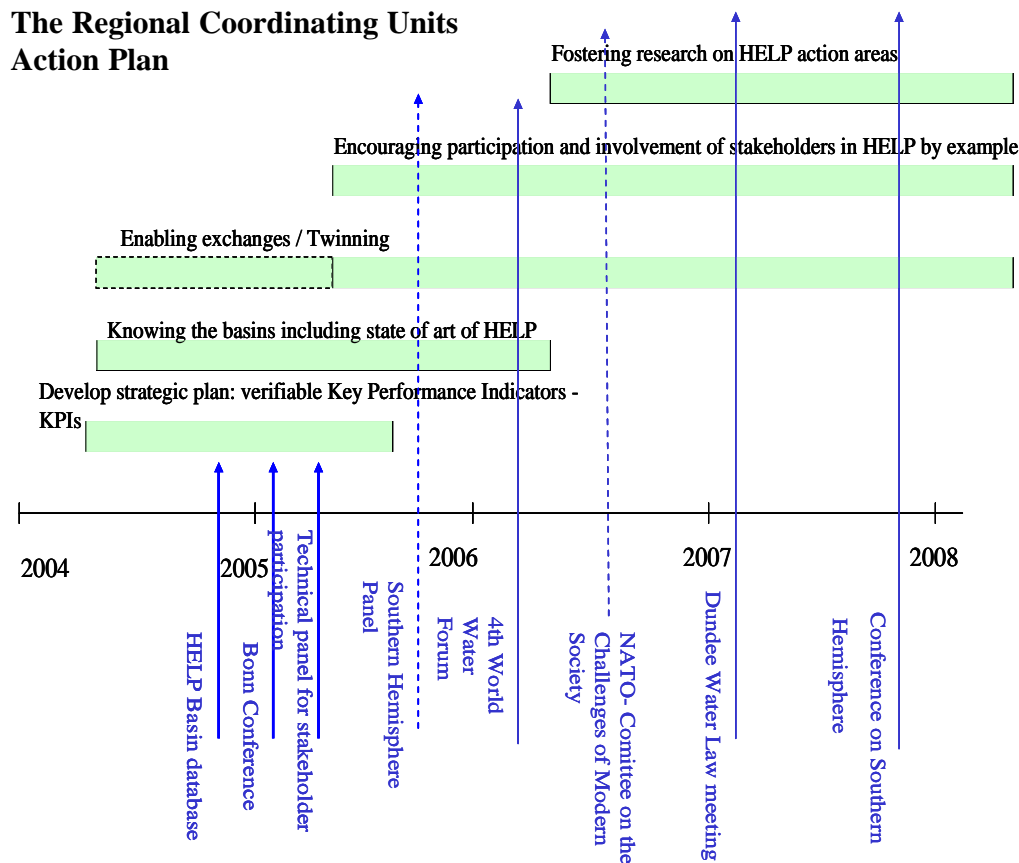 The Regional Coordinating Units
Action Plan
Fostering research on HELP action areas
Encouraging participation and involvement of stakeholders in HELP by example
Enabling exchanges / Twinning
Knowing the basins including state of art of HELP
Develop strategic plan: verifiable Key Performance Indicators -
KPIs
2004
2005
2006
2007
2008
HELP Basin database
Bonn Conference
Technical panel for stakeholder
participation
Southern Hemisphere
Panel
4th World
Water
Forum
NATO- Comittee on the
Challenges of Modern
Society
Dundee Water Law meeting
Conference on Southern
Hemisphere